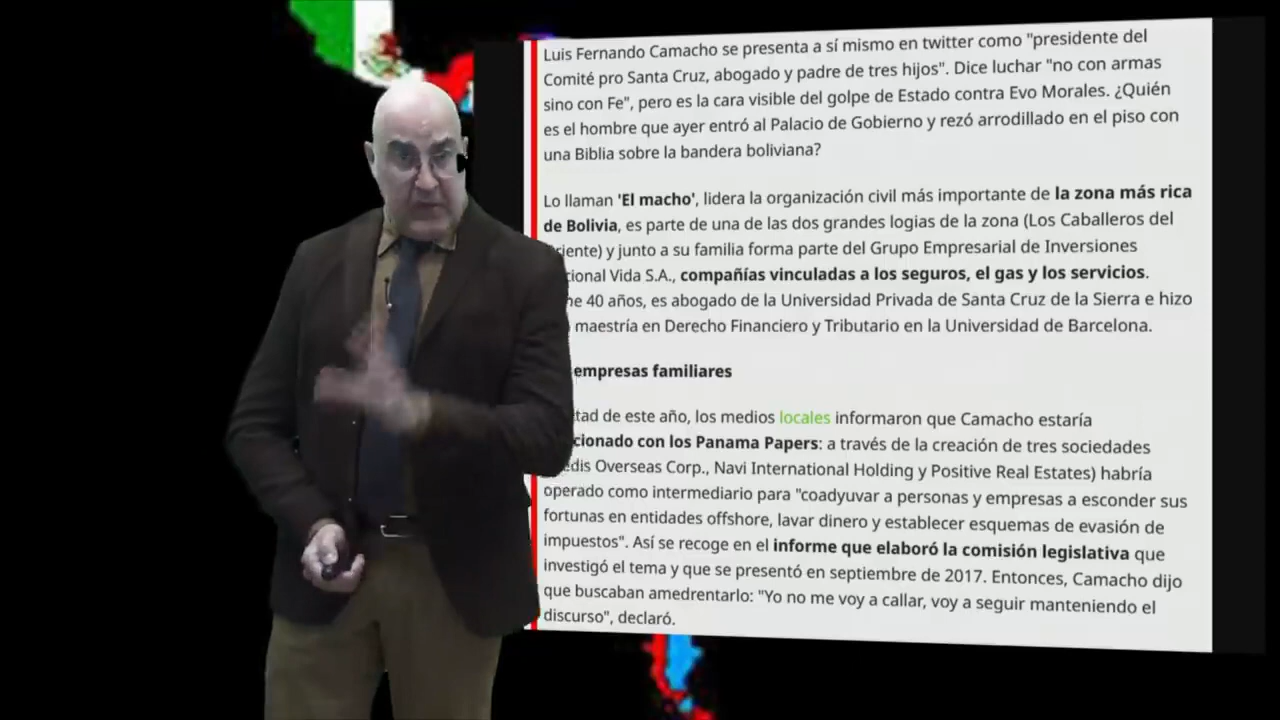 Luis Fernando Camacho se presenta a sí mismo en twitter como "presidente del
Comité pro Santa Cruz, abogado y padre de tres hijos". Dice luchar "no con armas
sino con Fe", pero es la cara visible del golpe de Estado contra Evo Morales. ¿Quién
es el hombre que ayer entró al Palacio de Gobierno y rezó arrodillado en el piso con
una Biblia sobre la bandera boliviana?
Lo llaman 'El macho', lidera la organización civil más importante de la zona más rica
de Bolivia, es parte de una de las dos grandes logias de la zona (Los Caballeros del
riente) y junto a su familia forma parte del Grupo Empresarial de Inversiones
cional Vida S.A., compañías vinculadas a los seguros, el gas y los servicios.
ne 40 años, es abogado de la Universidad Privada de Santa Cruz de la Sierra e hizo
maestría en Derecho Financiero y Tributario en la Universidad de Barcelona.
empresas familiares
tad de este año, los medios locales informaron que Camacho estaría
cionado con los Panama Papers: a través de la creación de tres sociedades
edis Overseas Corp., Navi International Holding y Positive Real Estates) habría
operado como intermediario para "coadyuvar a personas y empresas a esconder sus
fortunas en entidades offshore, lavar dinero y establecer esquemas de evasión de
impuestos". Así se recoge en el informe que elaboró la comisión legislativa que
investigó el tema y que se presentó en septiembre de 2017. Entonces, Camacho dijo
que buscaban amedrentarlo: "Yo no me voy a callar, voy a seguir manteniendo el
discurso", declaró.